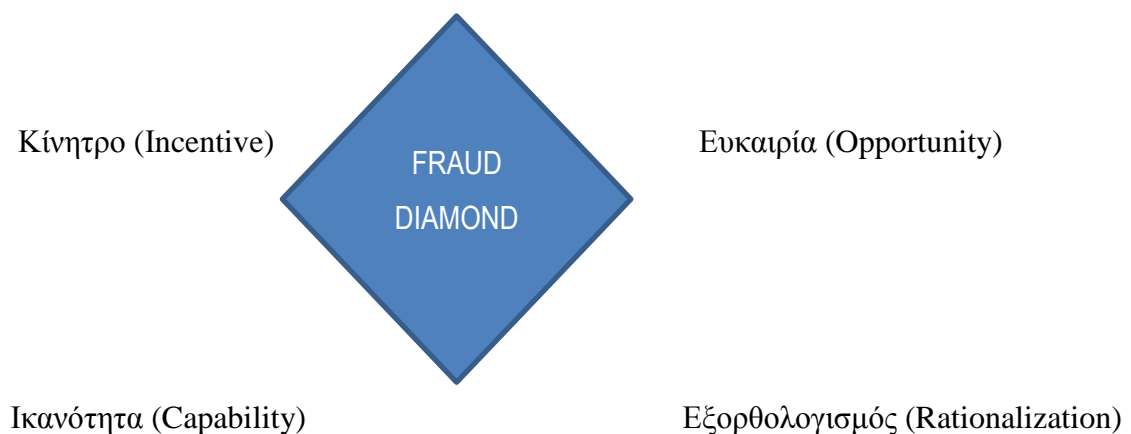 Κίνητρο (Incentive)
Ευκαιρία (Opportunity)
FRAUD
DIAMOND
Ικανότητα (Capability)
Εξορθολογισμός (Rationalization)